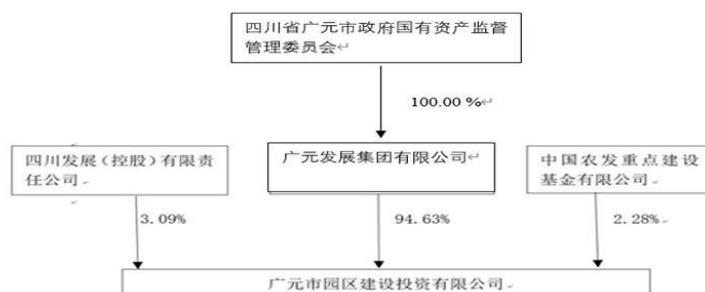 四川省广元市政府国有资产监督
管理委员会
100.00 %
四川发展（控股）有限责
任公司
广元发展集团有限公司
中国农发重点建设
基金有限公司
3.09%
94.63%
2.28%
广元市园区建设投资有限公司